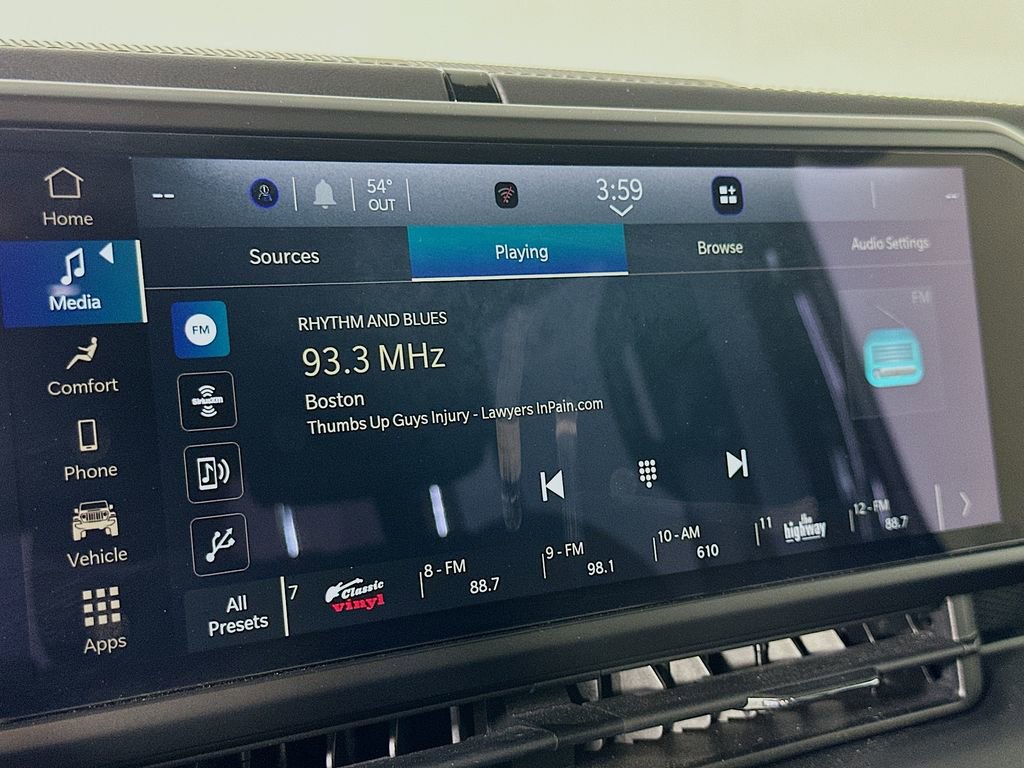 Home
Media
Comfort
Phone
Vehicle
Apps
--
54°
OUT
3:59
--
Sources
Playing
Browse
Audio Settings
FM
SiriusXM
RHYTHM AND BLUES
93.3 MHz
Boston
Thumbs Up Guys Injury - Lawyers InPain.com
FM
All
Presets
7
Classic
vinyl
8 - FM
88.7
9 - FM
98.1
10 - AM
610
11
the
highway
12 - FM
88.7